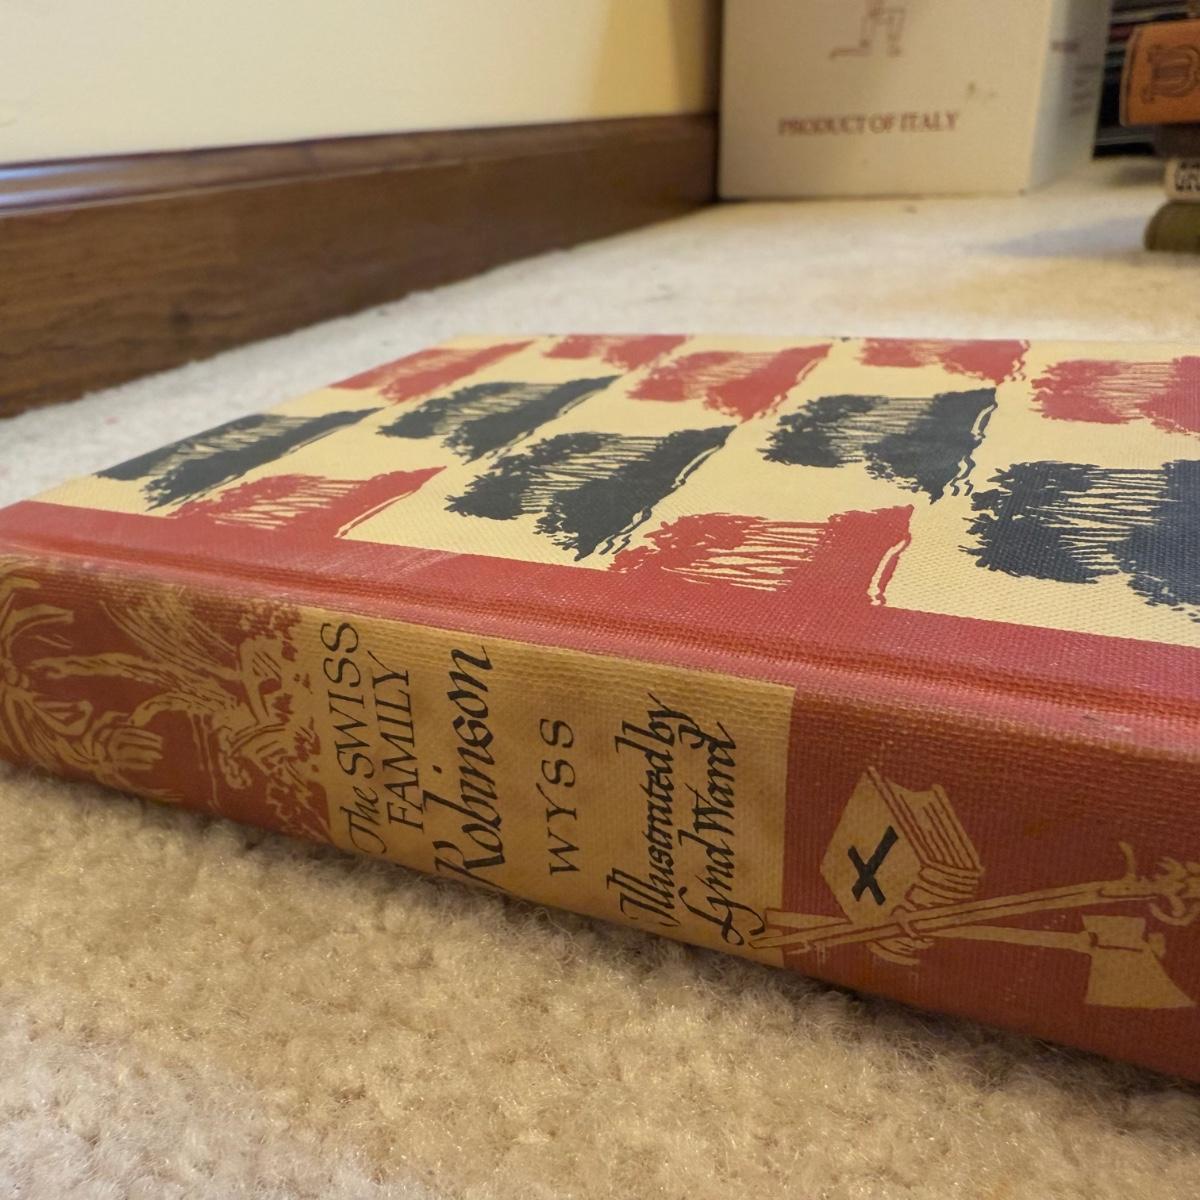 PRODUCT OF ITALY
The SWISS
FAMILY
Robinson
WYSS
Illustrated by
Lynd Ward